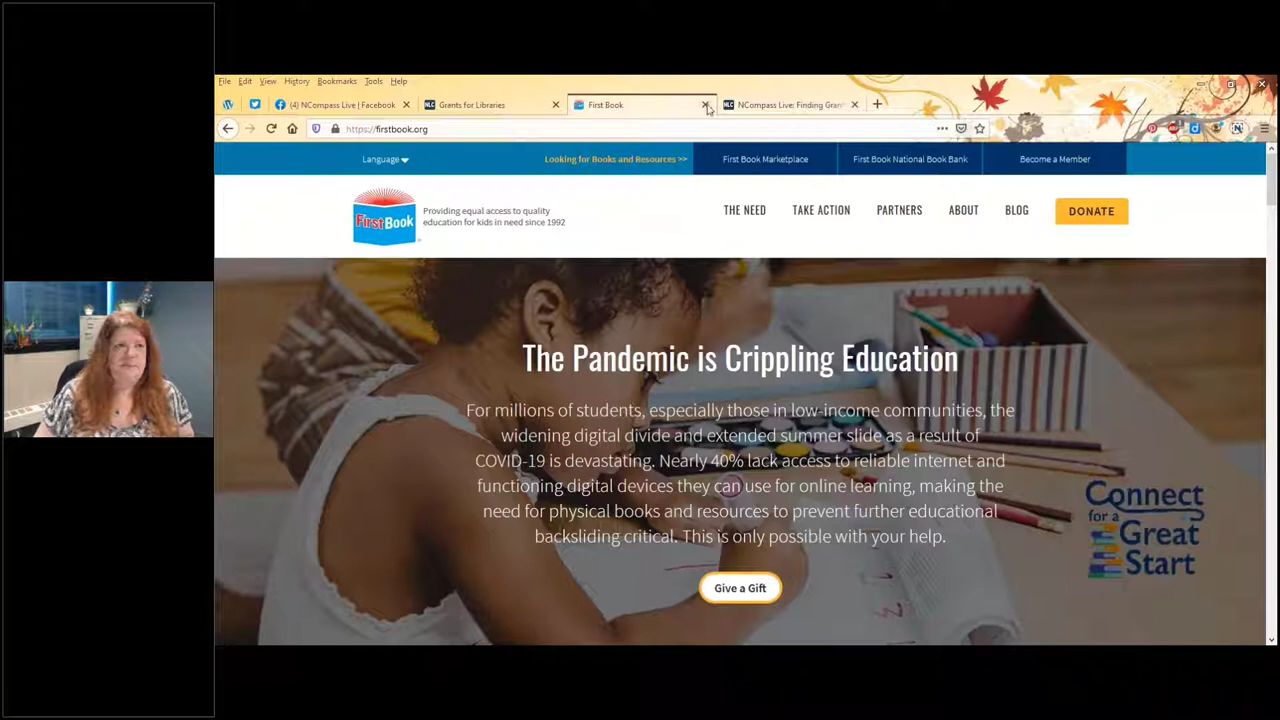 File Edit View History Bookmarks Tools Help
(4) NCompass Live | Facebook
NLC Grants for Libraries
First Book
NLC NCompass Live: Finding Gran
https://firstbook.org
Language
Looking for Books and Resources >>
First Book Marketplace
First Book National Book Bank
Become a Member
FirstBook
Providing equal access to quality
education for kids in need since 1992
THE NEED
TAKE ACTION
PARTNERS
ABOUT
BLOG
DONATE
The Pandemic is Crippling Education
For millions of students, especially those in low-income communities, the
widening digital divide and extended summer slide as a result of
COVID-19 is devastating. Nearly 40% lack access to reliable internet and
functioning digital devices they can use for online learning, making the
need for physical books and resources to prevent further educational
backsliding critical. This is only possible with your help.
Connect
for a
Great
Start
Give a Gift